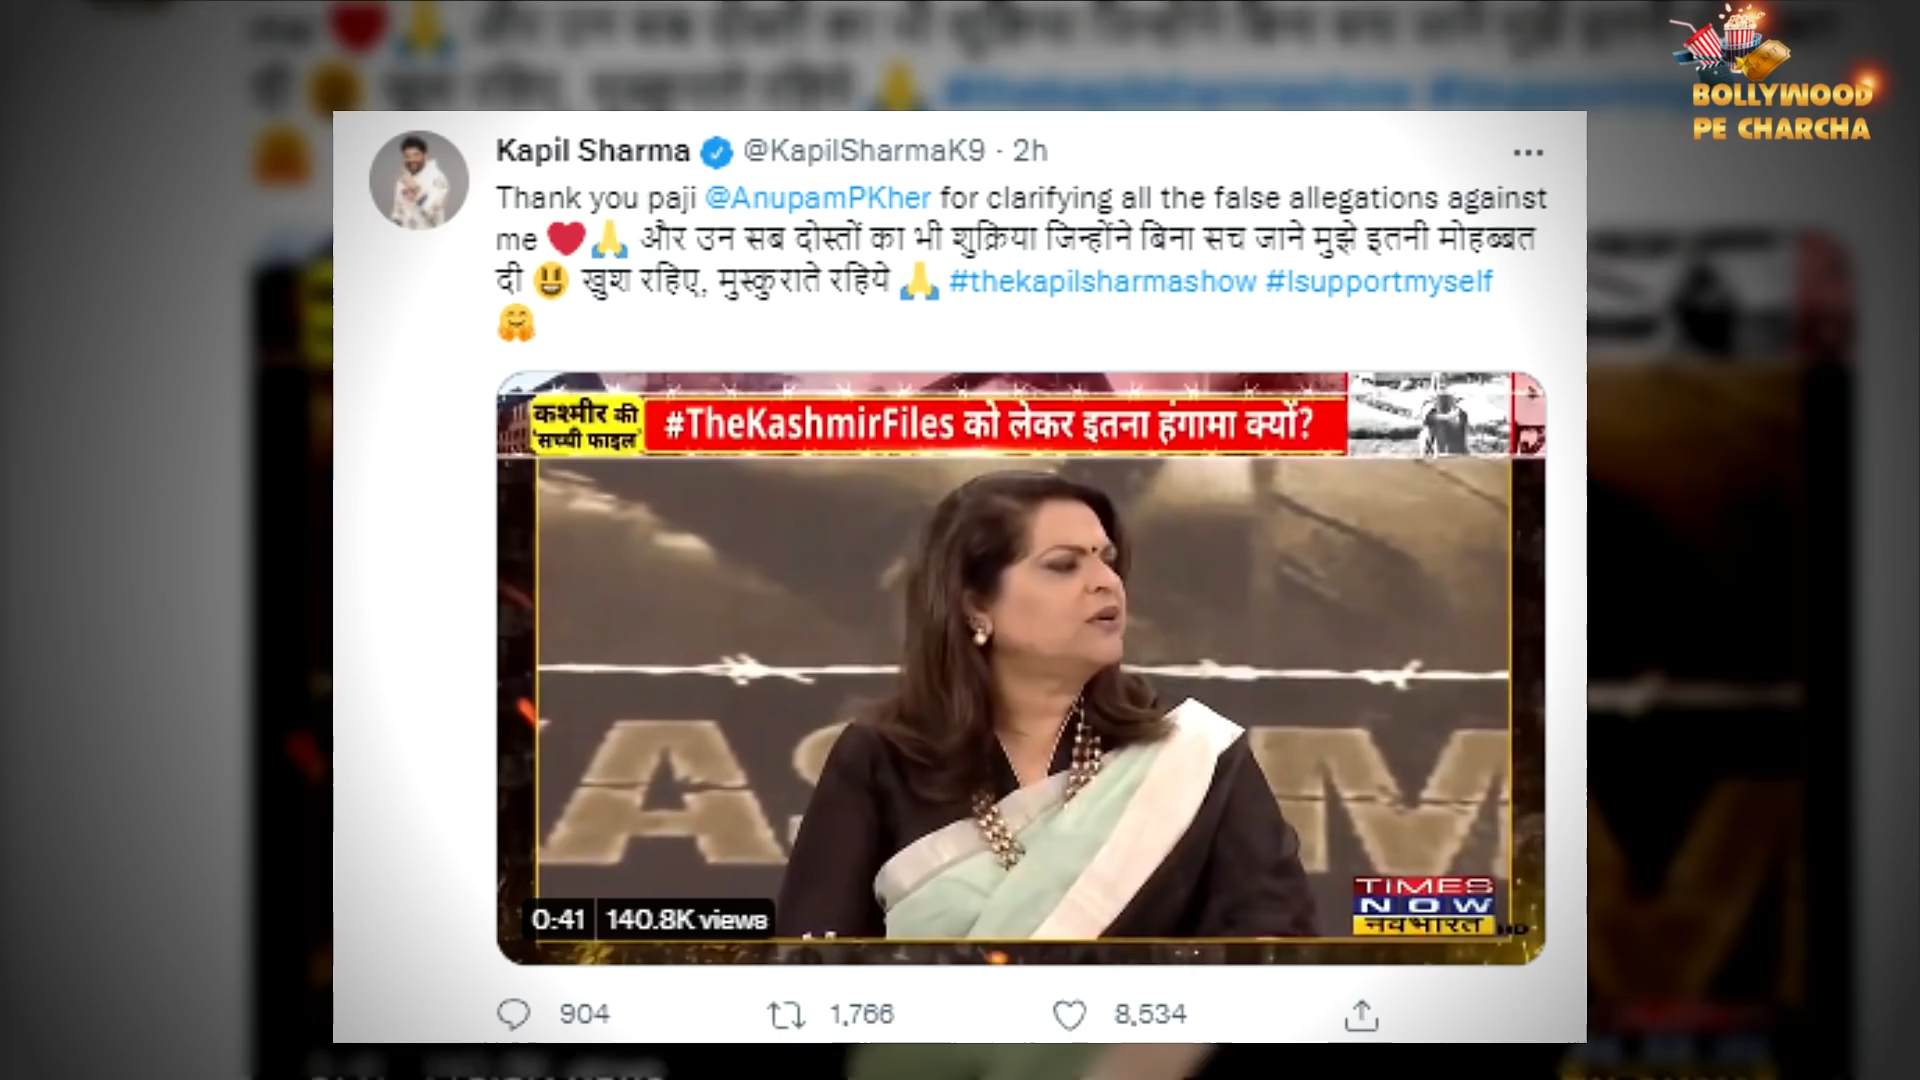 BOLLYWOOD
PE CHARCHA
Kapil Sharma @KapilSharmaK9 · 2h
Thank you paji @AnupamPKher for clarifying all the false allegations against
me ❤️🙏 और उन सब दोस्तों का भी शुक्रिया जिन्होंने बिना सच जाने मुझे इतनी मोहब्बत
दी 😃 खुश रहिए, मुस्कुराते रहिये 🙏 #thekapilsharmashow #Isupportmyself
🤗
कश्मीर की
'सच्ची फाइल'
#TheKashmirFiles को लेकर इतना हंगामा क्यों?
0:41 140.8K views
TIMES
NOW
नवभारत HD
904 1,766 8,534